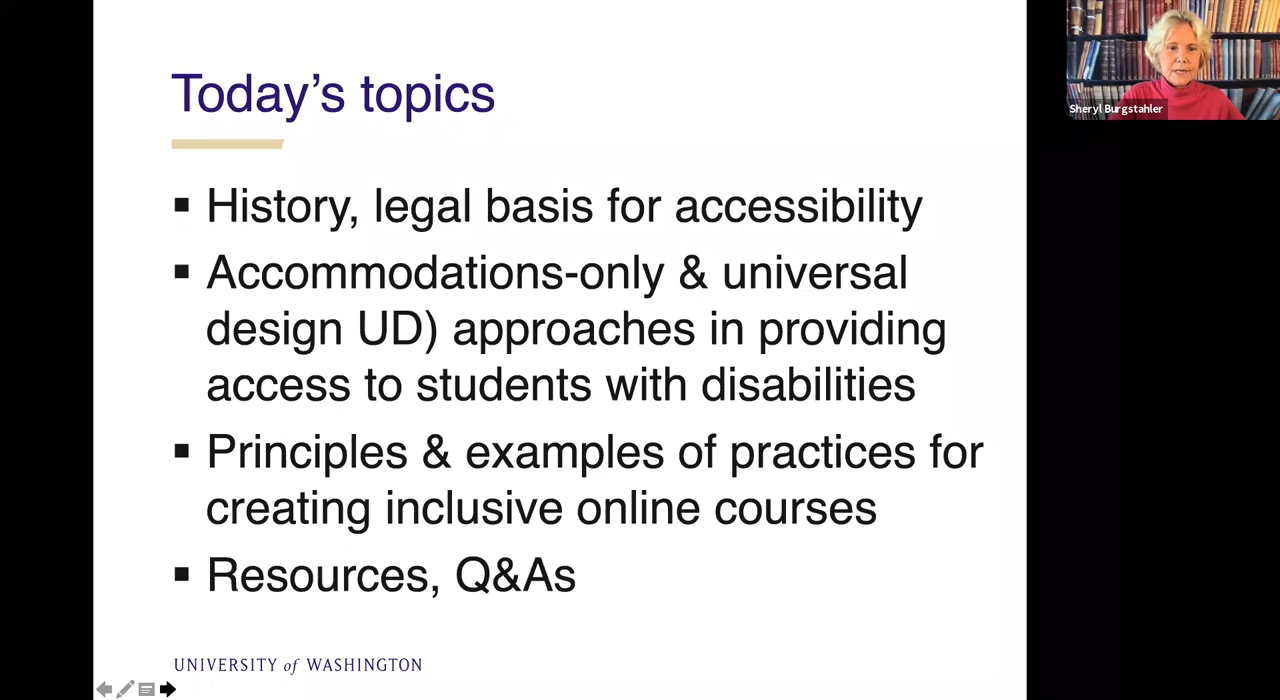 Today's topics
▪ History, legal basis for accessibility
▪ Accommodations-only & universal
design UD) approaches in providing
access to students with disabilities
▪ Principles & examples of practices for
creating inclusive online courses
▪ Resources, Q&As
UNIVERSITY of WASHINGTON
Sheryl Burgstahler